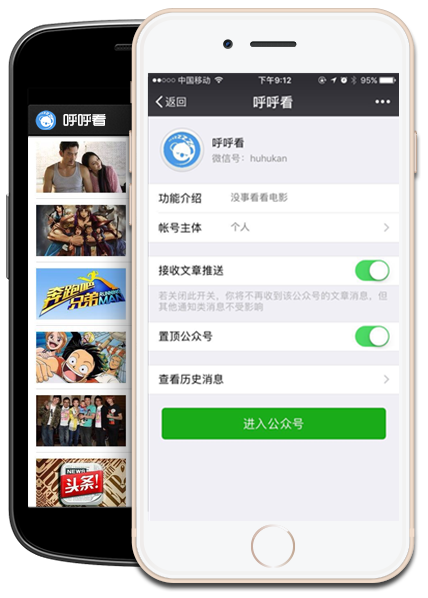 呼呼看
奔跑吧
兄弟
RUNNING
MAN
NEWS
头条!
中国移动
下午9:12
95%
返回
呼呼看
呼呼看
微信号: huhukan
功能介绍 没事看看电影
帐号主体 个人
接收文章推送
若关闭此开关，你将不再收到该公众号的文章消息，但
其他通知类消息不受影响
置顶公众号
查看历史消息
进入公众号